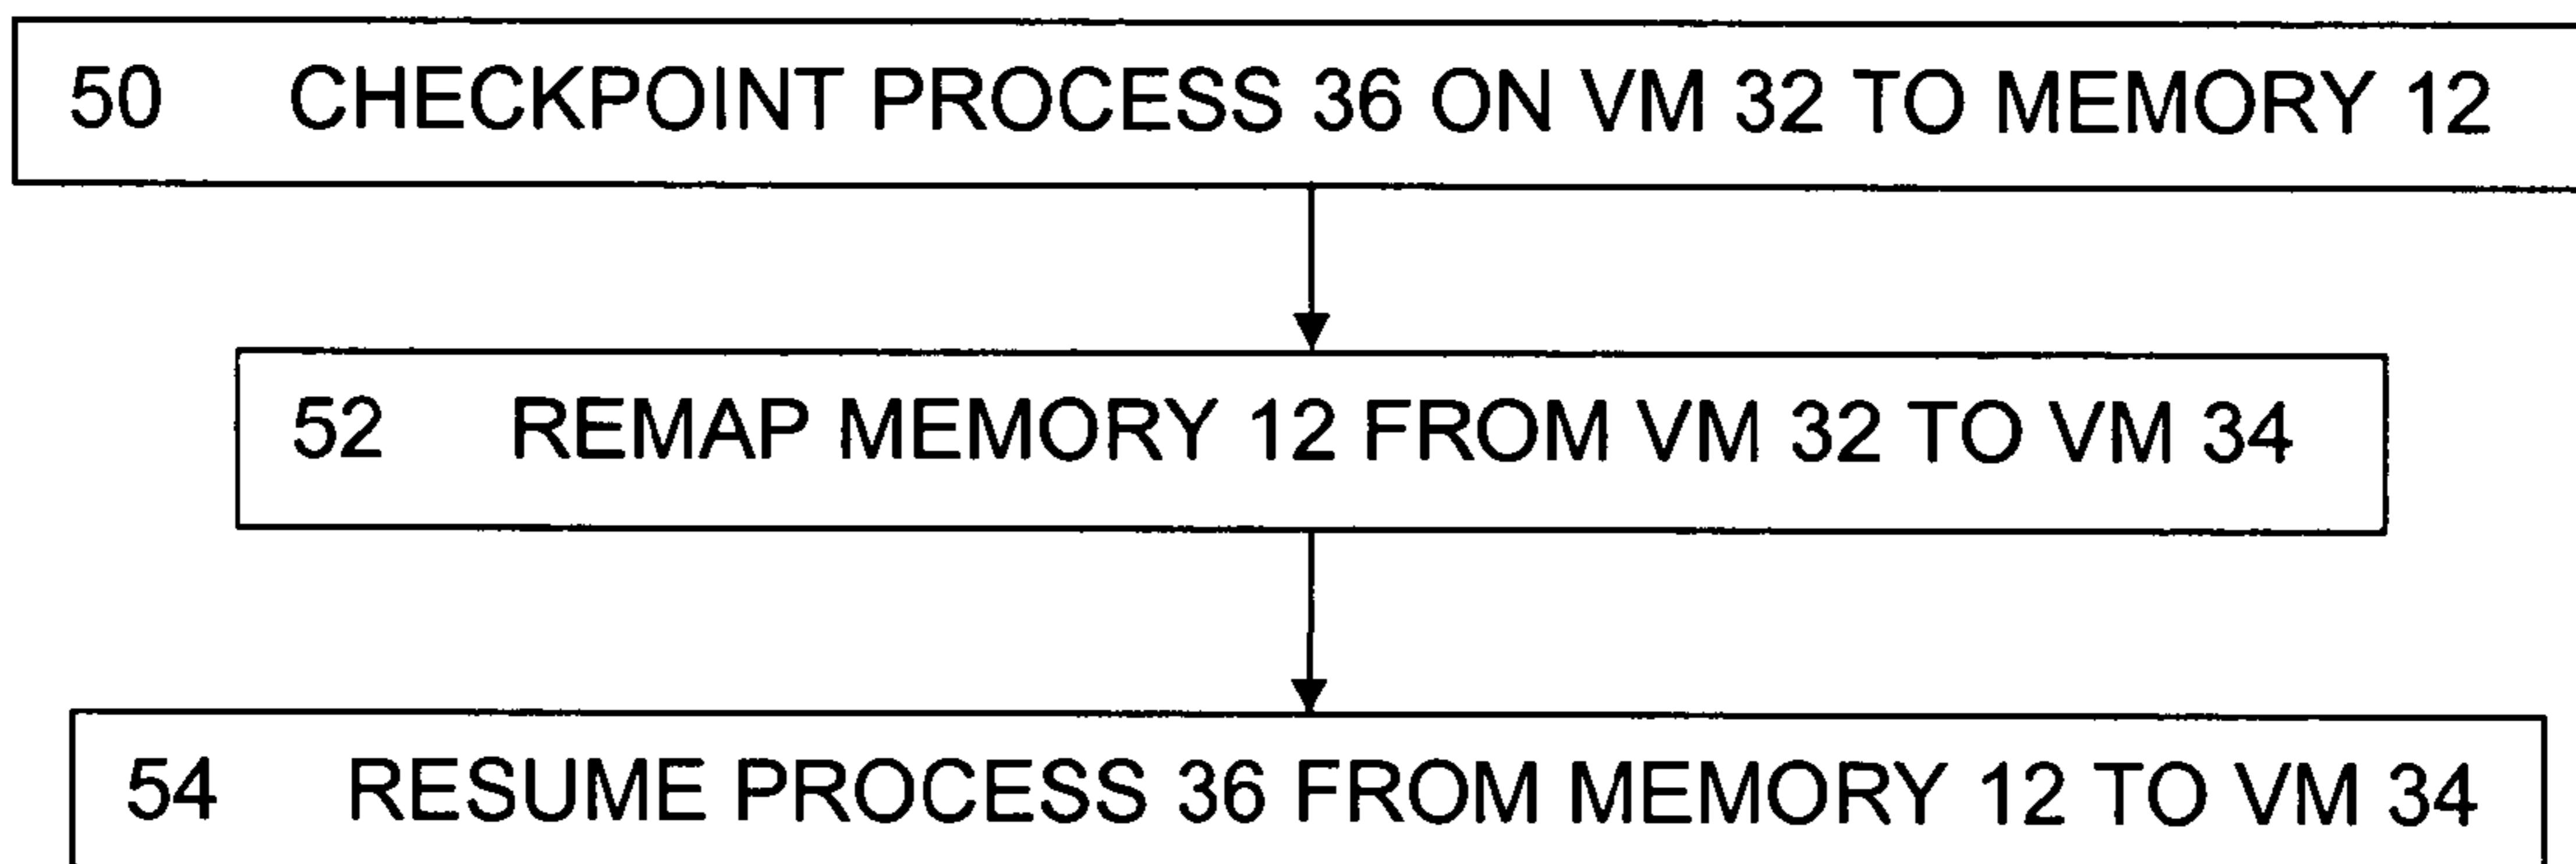 50 CHECKPOINT PROCESS 36 ON VM 32 TO MEMORY 12
52 REMAP MEMORY 12 FROM VM 32 TO VM 34
54 RESUME PROCESS 36 FROM MEMORY 12 TO VM 34